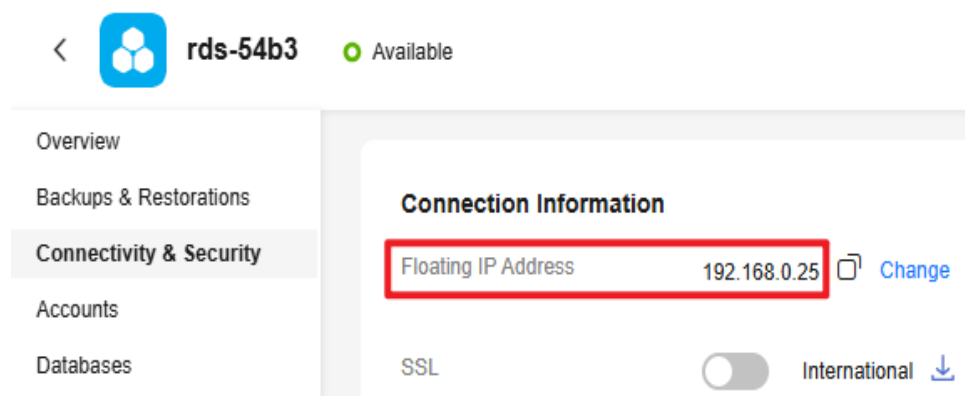 rds-54b3
Available
Overview
Backups & Restorations
Connectivity & Security
Accounts
Databases
Connection Information
Floating IP Address 192.168.0.25 Change
SSL International